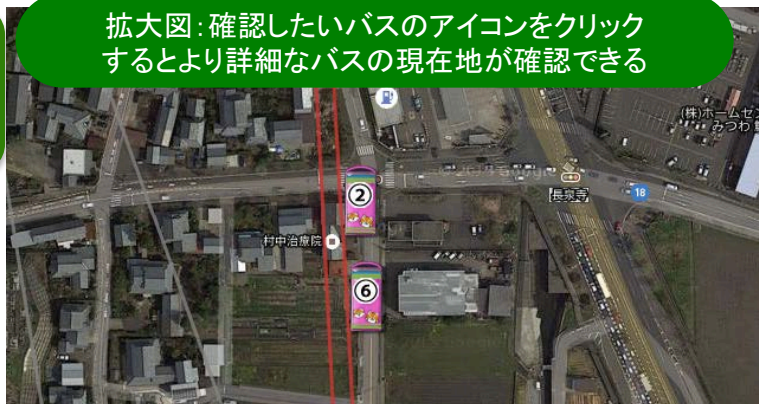 拡大図：確認したいバスのアイコンをクリック
するとより詳細なバスの現在地が確認できる
(株)ホームセン
みつわ
②
長泉寺
18
村中治療院
⑥